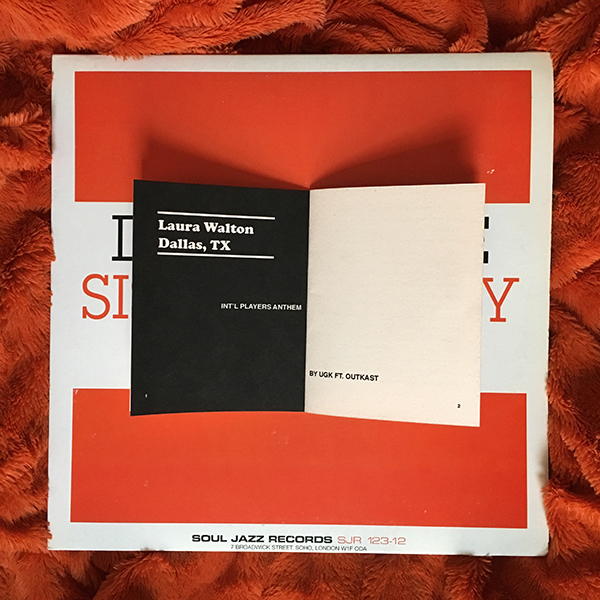 Laura Walton
Dallas, TX
INT'L PLAYERS ANTHEM
BY UGK FT. OUTKAST
1
2
SOUL JAZZ RECORDS SJR 123-12
7 BROADWICK STREET. SOHO, LONDON W1F ODA